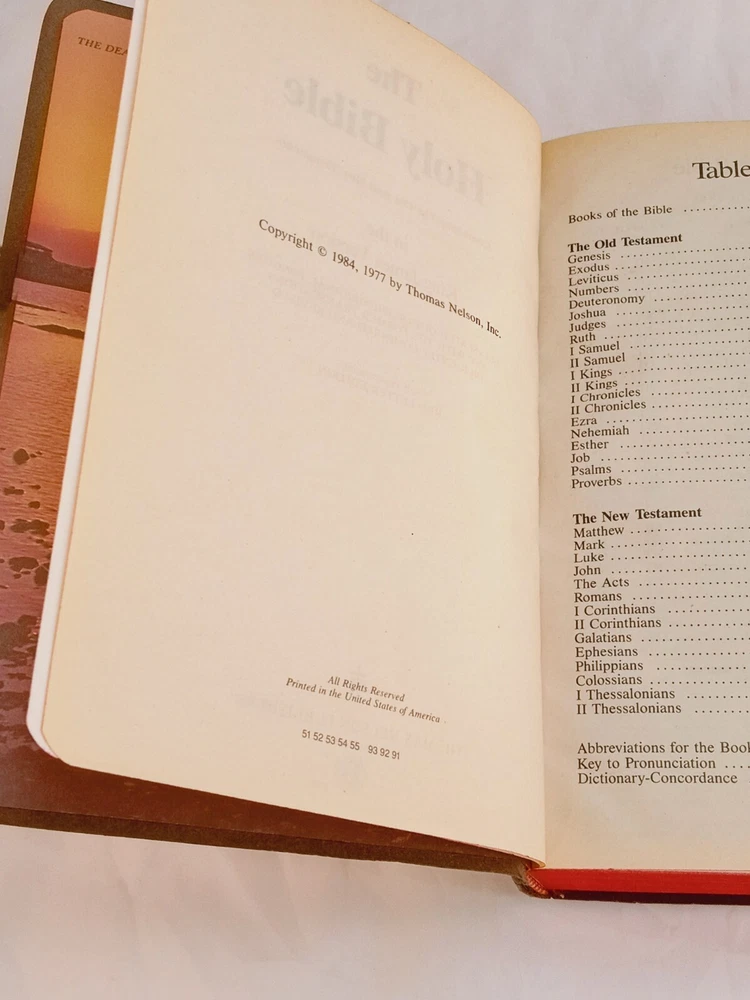 THE DEA
Copyright © 1984, 1977 by Thomas Nelson, Inc.
All Rights Reserved
Printed in the United States of America
51 52 53 54 55 93 92 91
Table
Books of the Bible ..........
The Old Testament
Genesis ..........
Exodus ..........
Leviticus ..........
Numbers ..........
Deuteronomy ..........
Joshua ..........
Judges ..........
Ruth ..........
I Samuel ..........
II Samuel ..........
I Kings ..........
II Kings ..........
I Chronicles ..........
II Chronicles ..........
Ezra ..........
Nehemiah ..........
Esther ..........
Job ..........
Psalms ..........
Proverbs ..........
The New Testament
Matthew ..........
Mark ..........
Luke ..........
John ..........
The Acts ..........
Romans ..........
I Corinthians ..........
II Corinthians ..........
Galatians ..........
Ephesians ..........
Philippians ..........
Colossians ..........
I Thessalonians ..........
II Thessalonians ..........
Abbreviations for the Book
Key to Pronunciation ....
Dictionary-Concordance